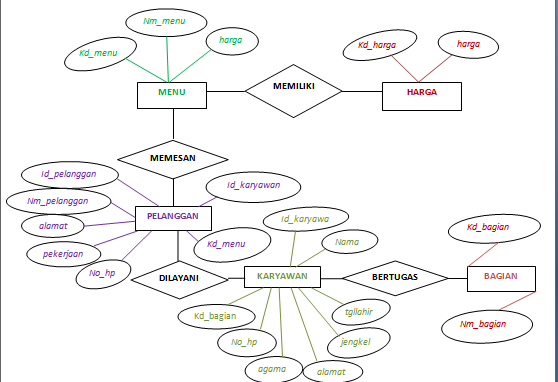 Nm_menu
Kd_menu
harga
Kd_harga
harga
MENU
MEMILIKI
HARGA
MEMESAN
Id_pelanggan
Id_karyawan
Nm_pelanggan
PELANGGAN
alamat
Id_karyawa
Kd_bagian
pekerjaan
Kd_menu
Nama
No_hp
DILAYANI
KARYAWAN
BERTUGAS
BAGIAN
Kd_bagian
tgllahir
Nm_bagian
No_hp
jengkel
agama
alamat